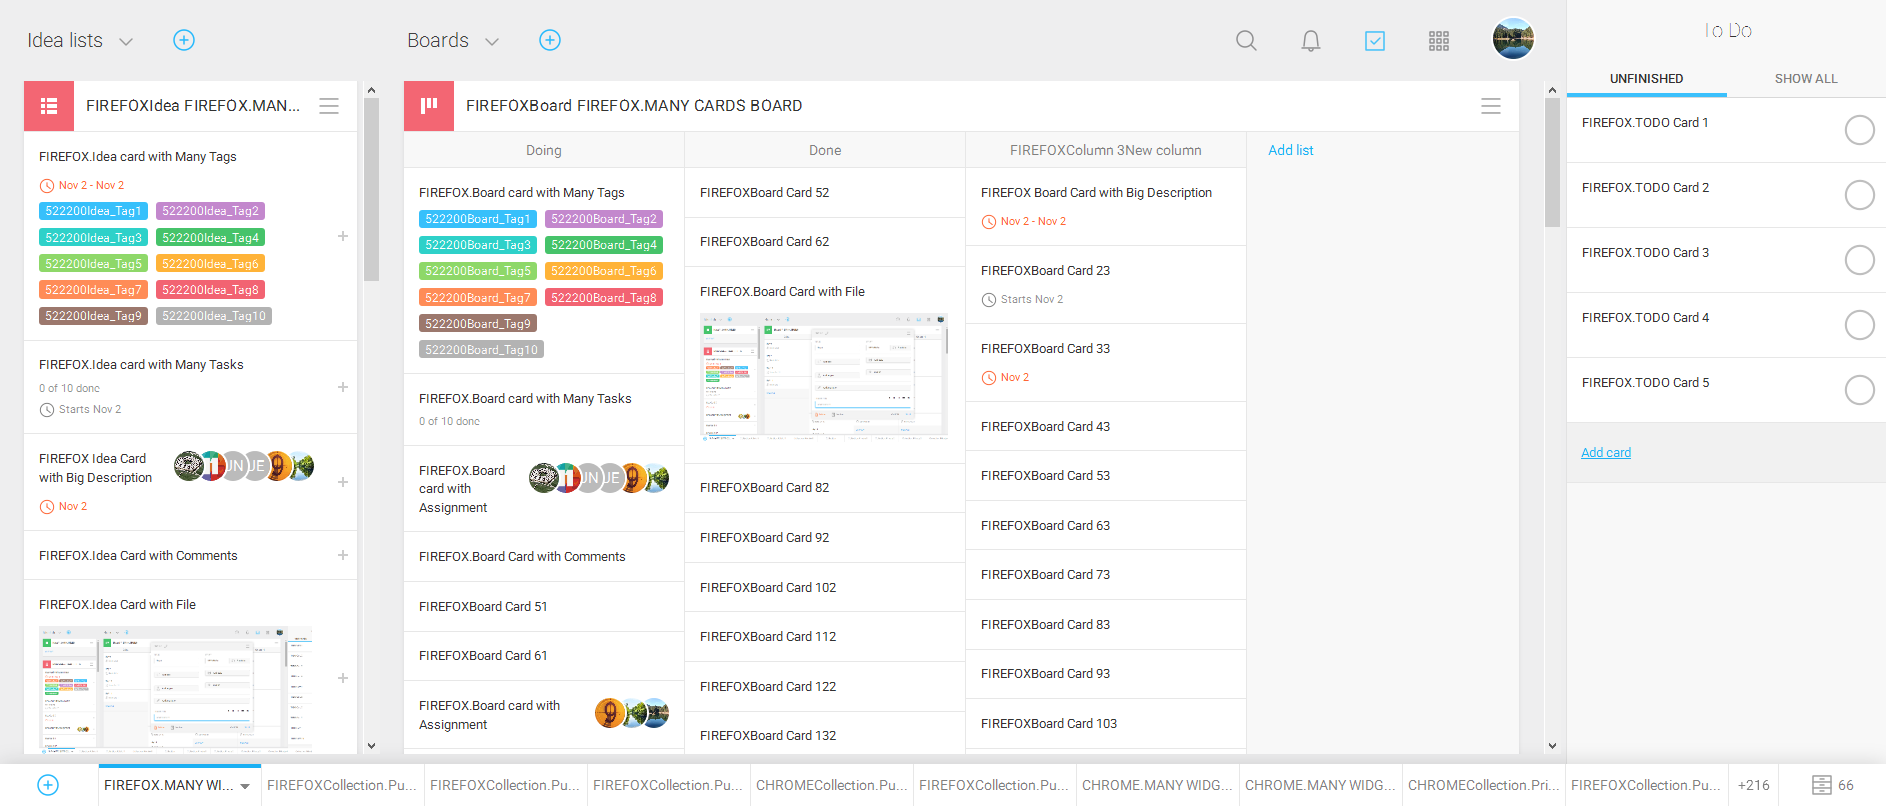 Idea lists
Boards
To Do
UNFINISHED
SHOW ALL
FIREFOXIdea FIREFOX.MAN...
FIREFOX.Idea card with Many Tags
Nov 2 - Nov 2
522200Idea_Tag1 522200Idea_Tag2
522200Idea_Tag3 522200Idea_Tag4
522200Idea_Tag5 522200Idea_Tag6
522200Idea_Tag7 522200Idea_Tag8
522200Idea_Tag9 522200Idea_Tag10
FIREFOX.Idea card with Many Tasks
0 of 10 done
Starts Nov 2
FIREFOX Idea Card
with Big Description
JN JE
Nov 2
FIREFOX.Idea Card with Comments
FIREFOX.Idea Card with File
FIREFOXBoard FIREFOX.MANY CARDS BOARD
Doing
FIREFOX.Board card with Many Tags
522200Board_Tag1 522200Board_Tag2
522200Board_Tag3 522200Board_Tag4
522200Board_Tag5 522200Board_Tag6
522200Board_Tag7 522200Board_Tag8
522200Board_Tag9
522200Board_Tag10
FIREFOX.Board card with Many Tasks
0 of 10 done
FIREFOX.Board
card with
Assignment
JN JE
FIREFOX.Board Card with Comments
FIREFOXBoard Card 51
FIREFOXBoard Card 61
FIREFOX.Board card with
Assignment
Done
FIREFOXBoard Card 52
FIREFOXBoard Card 62
FIREFOX.Board Card with File
FIREFOXBoard Card 82
FIREFOXBoard Card 92
FIREFOXBoard Card 102
FIREFOXBoard Card 112
FIREFOXBoard Card 122
FIREFOXBoard Card 132
FIREFOXColumn 3New column
FIREFOX Board Card with Big Description
Nov 2 - Nov 2
FIREFOXBoard Card 23
Starts Nov 2
FIREFOXBoard Card 33
Nov 2
FIREFOXBoard Card 43
FIREFOXBoard Card 53
FIREFOXBoard Card 63
FIREFOXBoard Card 73
FIREFOXBoard Card 83
FIREFOXBoard Card 93
FIREFOXBoard Card 103
Add list
FIREFOX.TODO Card 1
FIREFOX.TODO Card 2
FIREFOX.TODO Card 3
FIREFOX.TODO Card 4
FIREFOX.TODO Card 5
Add card
FIREFOX.MANY WI...
FIREFOXCollection.Pu...
FIREFOXCollection.Pu...
FIREFOXCollection.Pu...
CHROMECollection.Pu...
FIREFOXCollection.Pu...
CHROME.MANY WIDG...
CHROME.MANY WIDG...
CHROMECollection.Pri...
FIREFOXCollection.Pu...
+216
66